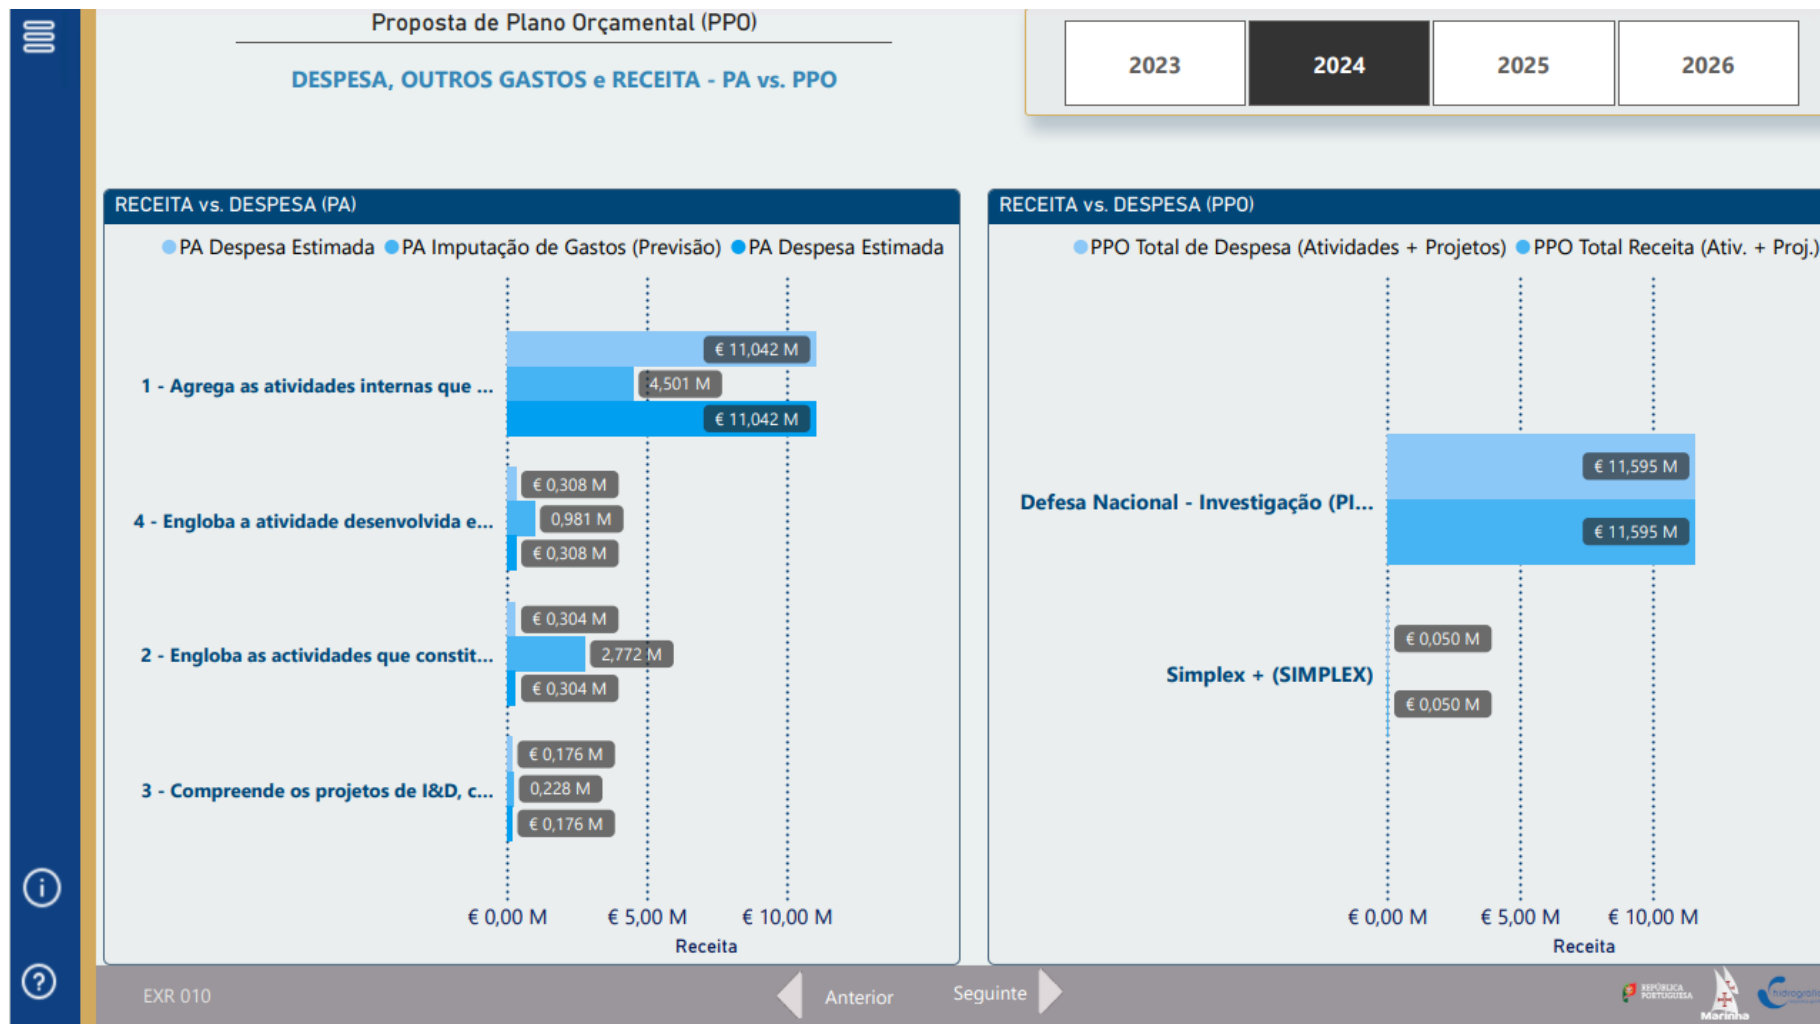 Proposta de Plano Orçamental (PPO)
DESPESA, OUTROS GASTOS e RECEITA - PA vs. PPO
2023
2024
2025
2026
RECEITA vs. DESPESA (PA)
PA Despesa Estimada PA Imputação de Gastos (Previsão) PA Despesa Estimada
1 - Agrega as atividades internas que ...
€ 11,042 M
4,501 M
€ 11,042 M
4 - Engloba a atividade desenvolvida e...
€ 0,308 M
0,981 M
€ 0,308 M
2 - Engloba as actividades que constit...
€ 0,304 M
2,772 M
€ 0,304 M
3 - Compreende os projetos de I&D, c...
€ 0,176 M
0,228 M
€ 0,176 M
€ 0,00 M € 5,00 M € 10,00 M
Receita
RECEITA vs. DESPESA (PPO)
PPO Total de Despesa (Atividades + Projetos) PPO Total Receita (Ativ. + Proj.)
Defesa Nacional - Investigação (PI...
€ 11,595 M
€ 11,595 M
Simplex + (SIMPLEX)
€ 0,050 M
€ 0,050 M
€ 0,00 M € 5,00 M € 10,00 M
Receita
EXR 010
Anterior
Seguinte
REPÚBLICA
PORTUGUESA
Marinha